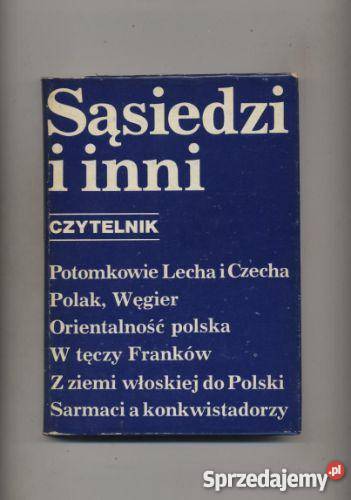 Sąsiedzi
i inni
CZYTELNIK
Potomkowie Lecha i Czecha
Polak, Węgier
Orientalność polska
W tęczy Franków
Z ziemi włoskiej do Polski
Sarmaci a konkwistadorzy
Sprzedajemy.pl